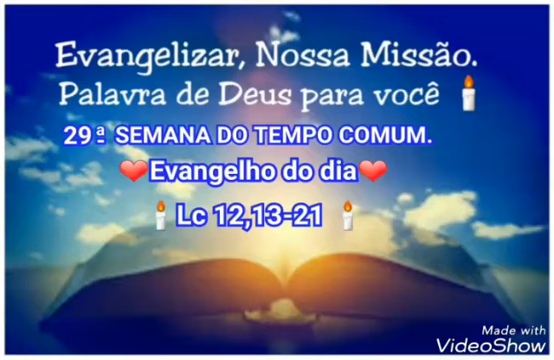 Evangelizar, Nossa Missão.
Palavra de Deus para você 🕯️
29ª SEMANA DO TEMPO COMUM.
❤️Evangelho do dia❤️
🕯️ Lc 12,13-21 🕯️
Made with
VideoShow